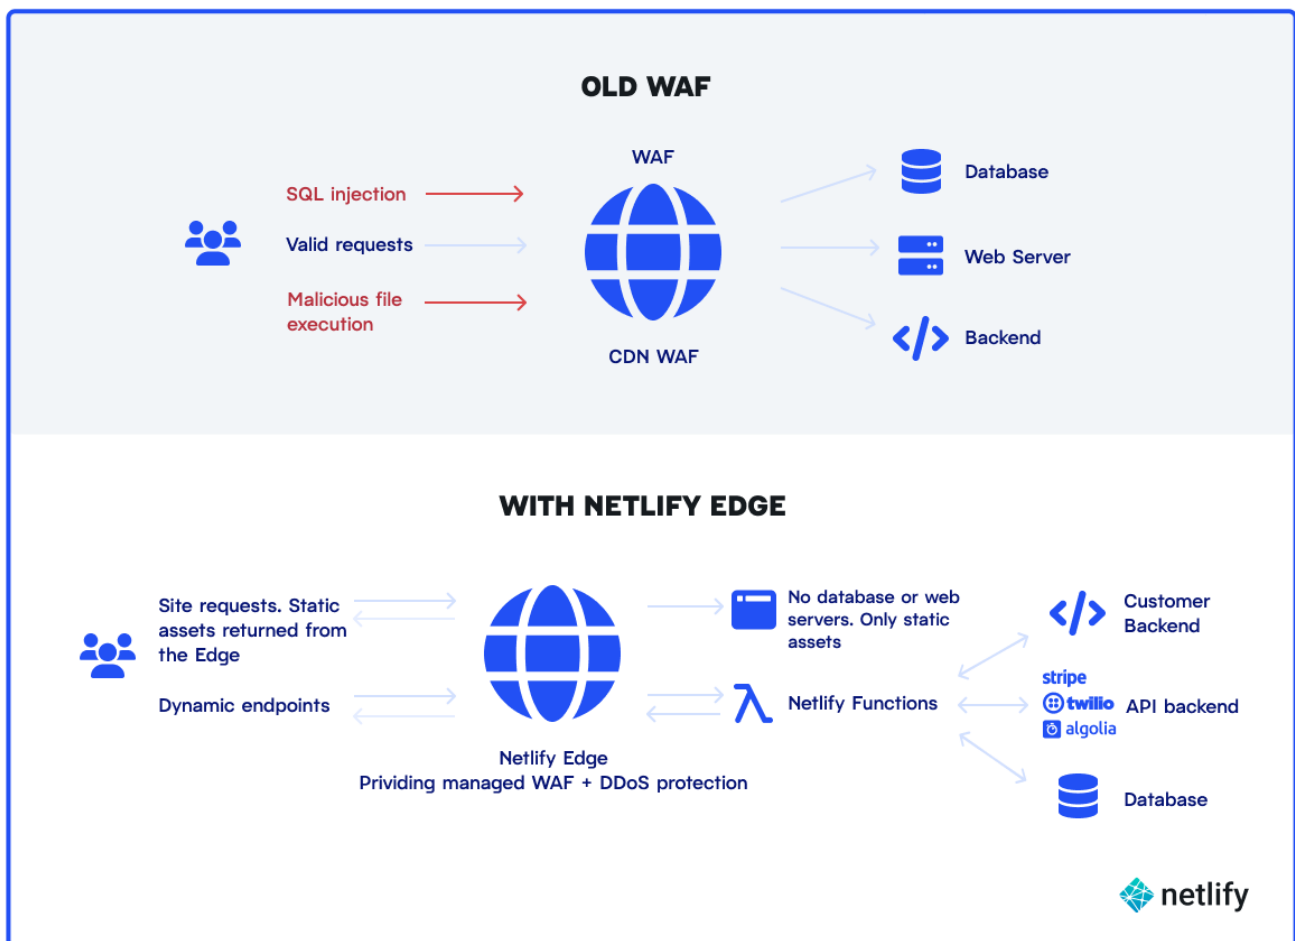 OLD WAF
WAF
SQL injection
Valid requests
Malicious file
execution
CDN WAF
Database
Web Server
Backend
WITH NETLIFY EDGE
Site requests. Static
assets returned from
the Edge
Dynamic endpoints
Netlify Edge
Prividing managed WAF + DDoS protection
No database or web
servers. Only static
assets
Netlify Functions
Customer
Backend
stripe
twilio
algolia
API backend
Database
netlify